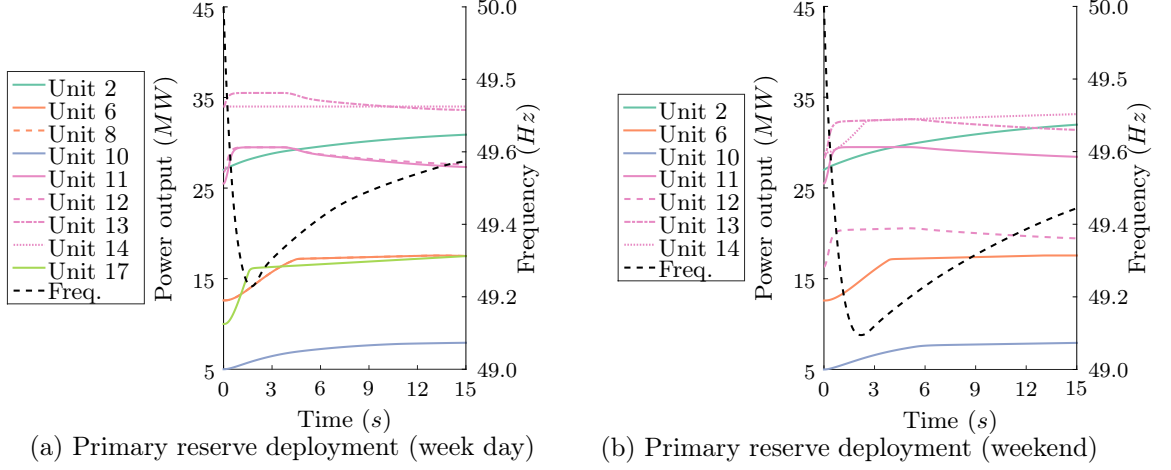 45
35
25
15
5
Power output (MW)
50.0
49.5
49.6
49.4
49.2
49.0
Frequency (Hz)
0
3
6
9
12
15
Time (s)
Unit 2
Unit 6
Unit 8
Unit 10
Unit 11
Unit 12
Unit 13
Unit 14
Unit 17
Freq.
(a) Primary reserve deployment (week day)
45
35
25
15
5
Power output (MW)
50.0
49.5
49.6
49.4
49.2
49.0
Frequency (Hz)
0
3
6
9
12
15
Time (s)
Unit 2
Unit 6
Unit 10
Unit 11
Unit 12
Unit 13
Unit 14
Freq.
(b) Primary reserve deployment (weekend)